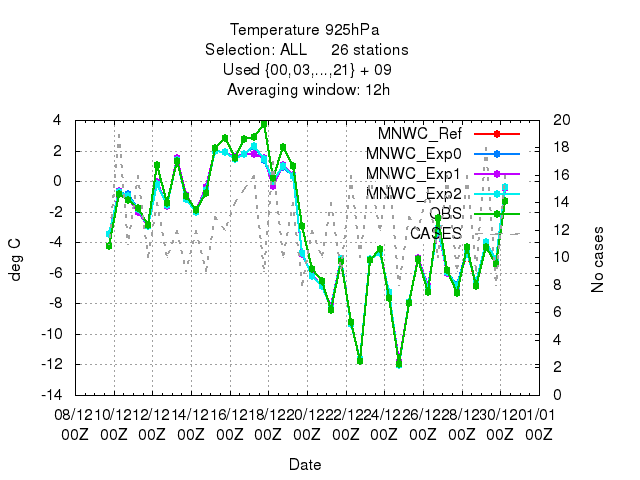 Temperature 925hPa
Selection: ALL 26 stations
Used {00,03,...,21} + 09
Averaging window: 12h
4 20
MNWC_Ref
2 18
MNWC_Exp0
MNWC_Exp1
0 16
MNWC_Exp2
-2 14
OBS
CASES
-4 12
deg C
No cases
-6 10
-8 8
-10 6
-12 4
2
-14 0
08/12 10/12 12/12 14/12 16/12 18/12 20/12 22/12 24/12 26/12 28/12 30/12 01/01
00Z 00Z 00Z 00Z 00Z 00Z 00Z 00Z 00Z 00Z 00Z 00Z 00Z
Date